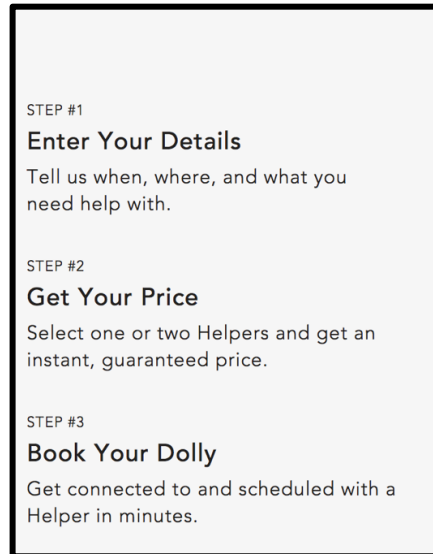 STEP #1
Enter Your Details
Tell us when, where, and what you
need help with.
STEP #2
Get Your Price
Select one or two Helpers and get an
instant, guaranteed price.
STEP #3
Book Your Dolly
Get connected to and scheduled with a
Helper in minutes.